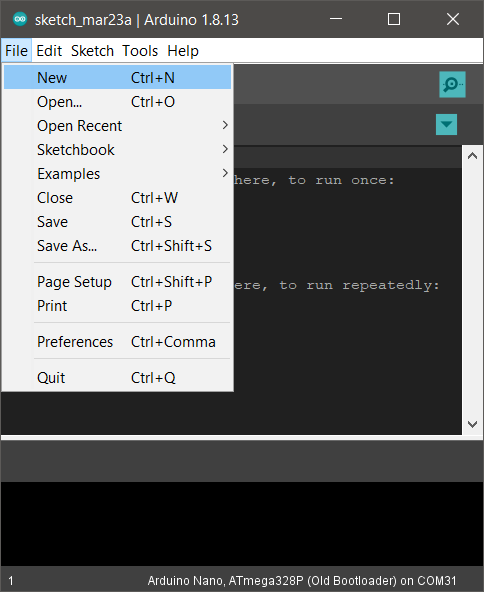 sketch_mar23a | Arduino 1.8.13
File Edit Sketch Tools Help
New Ctrl+N
Open... Ctrl+O
Open Recent
Sketchbook
Examples
Close Ctrl+W
Save Ctrl+S
Save As... Ctrl+Shift+S
Page Setup Ctrl+Shift+P
Print Ctrl+P
Preferences Ctrl+Comma
Quit Ctrl+Q
here, to run once:
ere, to run repeatedly:
1 Arduino Nano, ATmega328P (Old Bootloader) on COM31